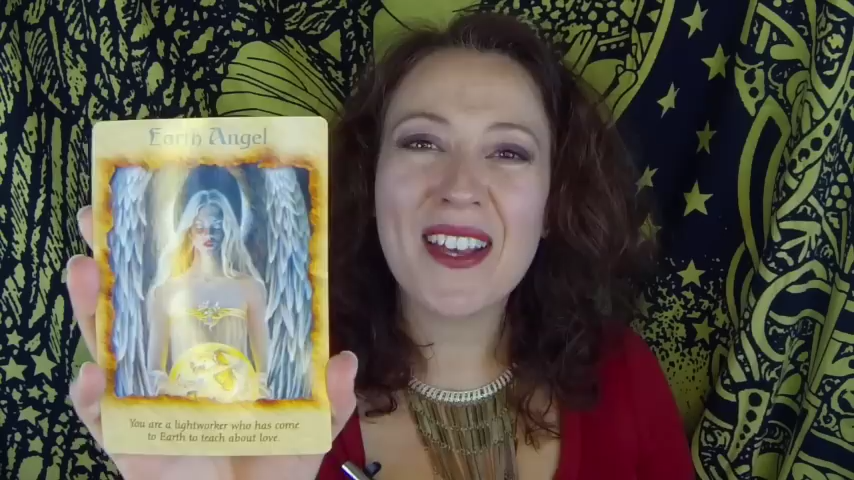 Earth Angel
You are a lightworker who has come
to Earth to teach about love.